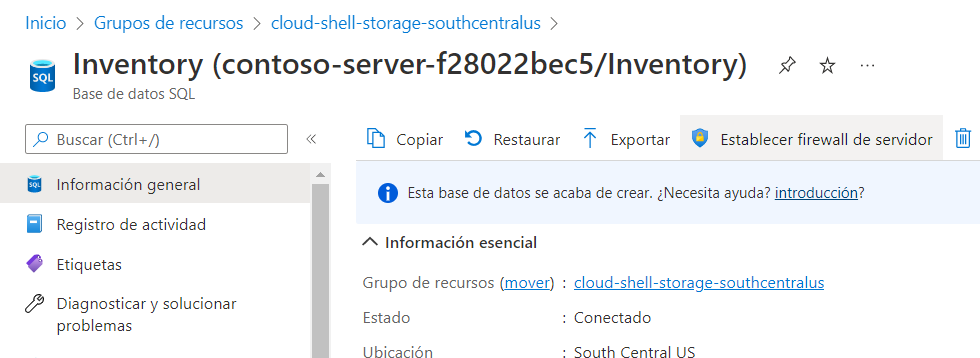 Inicio > Grupos de recursos > cloud-shell-storage-southcentralus >
Inventory (contoso-server-f28022bec5/Inventory)
SQL
Base de datos SQL
Buscar (Ctrl+/)
Copiar Restaurar Exportar Establecer firewall de servidor
SQL Información general
Esta base de datos se acaba de crear. ¿Necesita ayuda? introducción?
Registro de actividad
Información esencial
Etiquetas
Grupo de recursos (mover) : cloud-shell-storage-southcentralus
Diagnosticar y solucionar
problemas
Estado : Conectado
Ubicación : South Central US